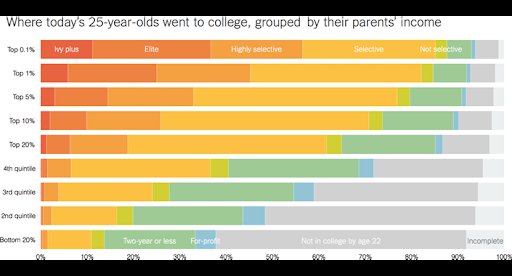 Where today's 25-year-olds went to college, grouped by their parents' income
Top 0.1% Ivy plus Elite Highly selective Selective Not selective
Top 1%
Top 5%
Top 10%
Top 20%
4th quintile
3rd quintile
2nd quintile
Bottom 20% Two-year or less For-profit Not in college by age 22 Incomplete
0% 10% 20% 30% 40% 50% 60% 70% 80% 90% 100%